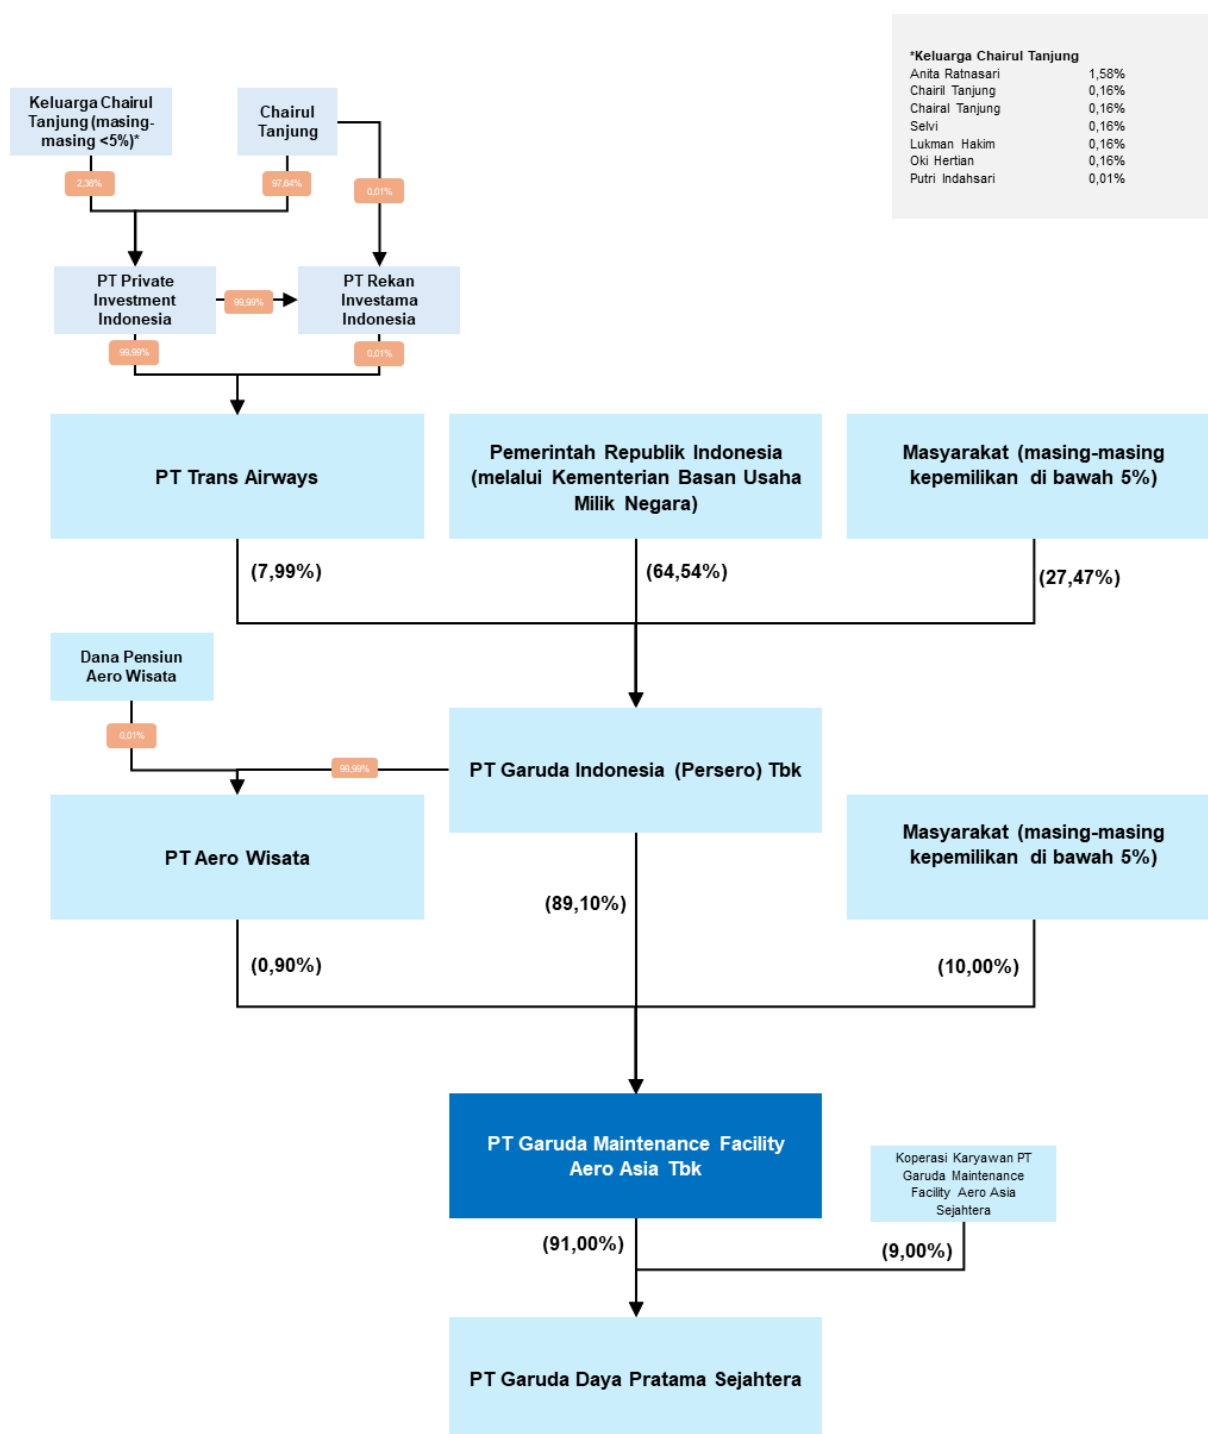 *Keluarga Chairul Tanjung
Anita Ratnasari 1,58%
Chairil Tanjung 0,16%
Chairal Tanjung 0,16%
Selvi 0,16%
Lukman Hakim 0,16%
Oki Hertian 0,16%
Putri Indahsari 0,01%
Keluarga Chairul
Tanjung (masing-
masing <5%)*
Chairul
Tanjung
2,36%
97,64%
0,01%
PT Private
Investment
Indonesia
99,99%
PT Rekan
Investama
Indonesia
99,99%
0,01%
PT Trans Airways
Pemerintah Republik Indonesia
(melalui Kementerian Basan Usaha
Milik Negara)
Masyarakat (masing-masing
kepemilikan di bawah 5%)
(7,99%)
(64,54%)
(27,47%)
Dana Pensiun
Aero Wisata
0,01%
99,99%
PT Garuda Indonesia (Persero) Tbk
PT Aero Wisata
Masyarakat (masing-masing
kepemilikan di bawah 5%)
(89,10%)
(0,90%)
(10,00%)
PT Garuda Maintenance Facility
Aero Asia Tbk
Koperasi Karyawan PT
Garuda Maintenance
Facility Aero Asia
Sejahtera
(91,00%)
(9,00%)
PT Garuda Daya Pratama Sejahtera